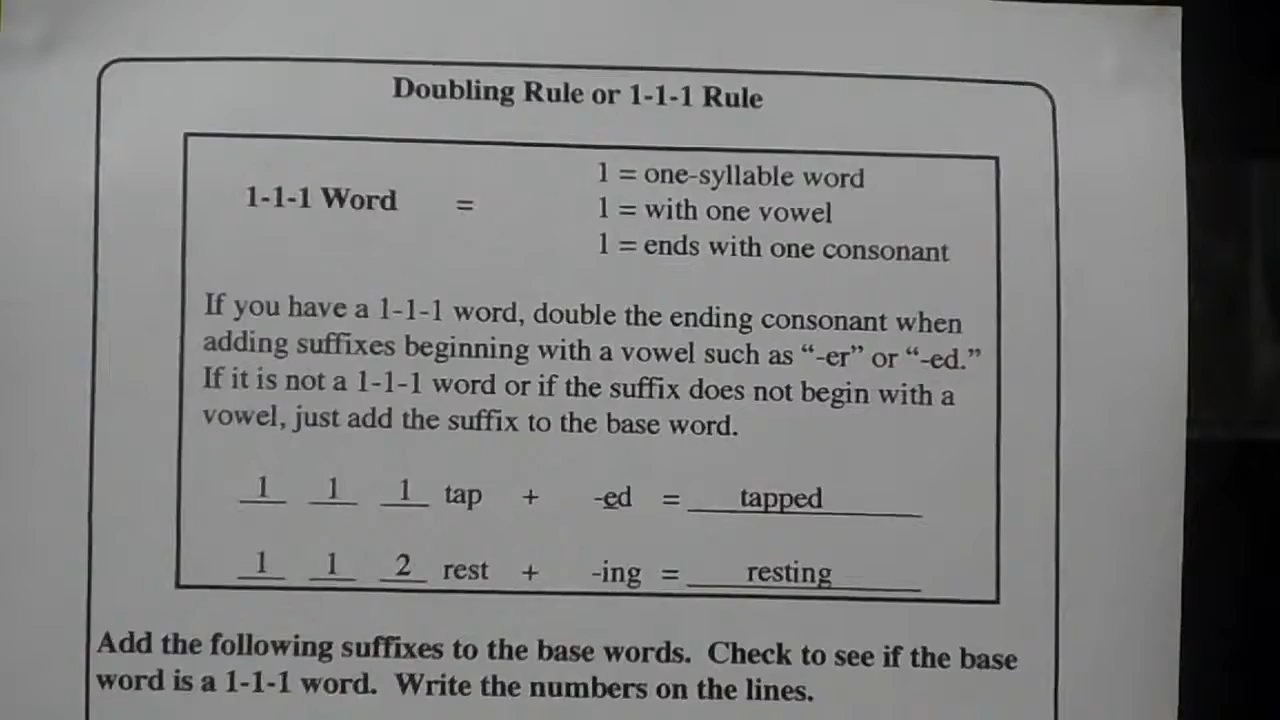 Doubling Rule or 1-1-1 Rule
1 = one-syllable word
1-1-1 Word = 1 = with one vowel
1 = ends with one consonant
If you have a 1-1-1 word, double the ending consonant when
adding suffixes beginning with a vowel such as “-er” or “-ed.”
If it is not a 1-1-1 word or if the suffix does not begin with a
vowel, just add the suffix to the base word.
1 1 1 tap + -ed = tapped
1 1 2 rest + -ing = resting
Add the following suffixes to the base words. Check to see if the base
word is a 1-1-1 word. Write the numbers on the lines.